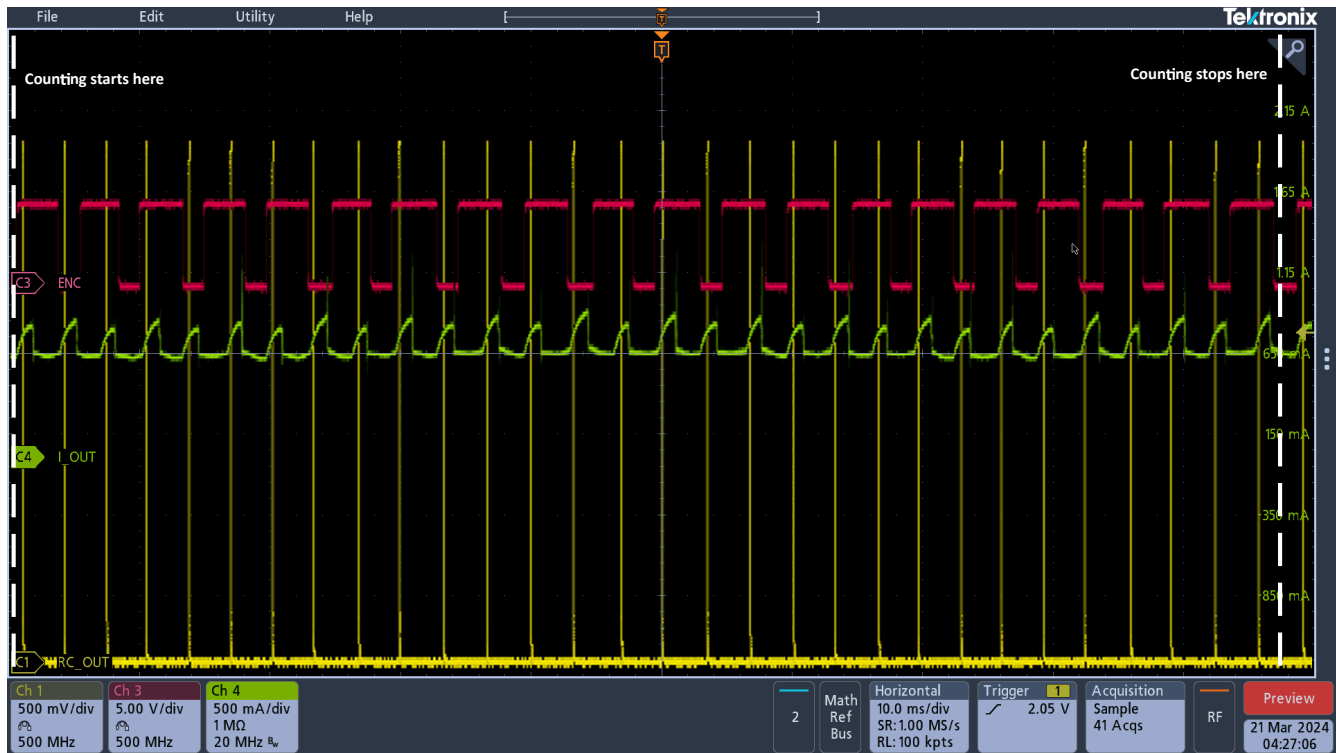 File Edit Utility Help
Tektronix
T
T
Counting starts here
Counting stops here
2.15 A
1.65 A
C3 ENC
1.15 A
650 mA
C4 I_OUT
150 mA
-350 mA
-850 mA
C1 RC_OUT
Ch 1
500 mV/div
500 MHz
Ch 3
5.00 V/div
500 MHz
Ch 4
500 mA/div
1 MΩ
20 MHz Bw
2
Math
Ref
Bus
Horizontal
10.0 ms/div
SR:1.00 MS/s
RL:100 kpts
Trigger 1
2.05 V
Acquisition
Sample
41 Acqs
RF
Preview
21 Mar 2024
04:27:06